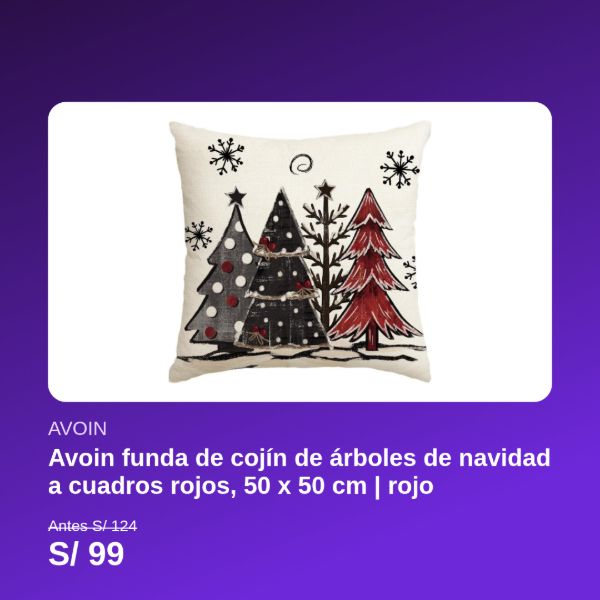 AVOIN
Avoin funda de cojín de árboles de navidad
a cuadros rojos, 50 x 50 cm | rojo
Antes S/ 124
S/ 99